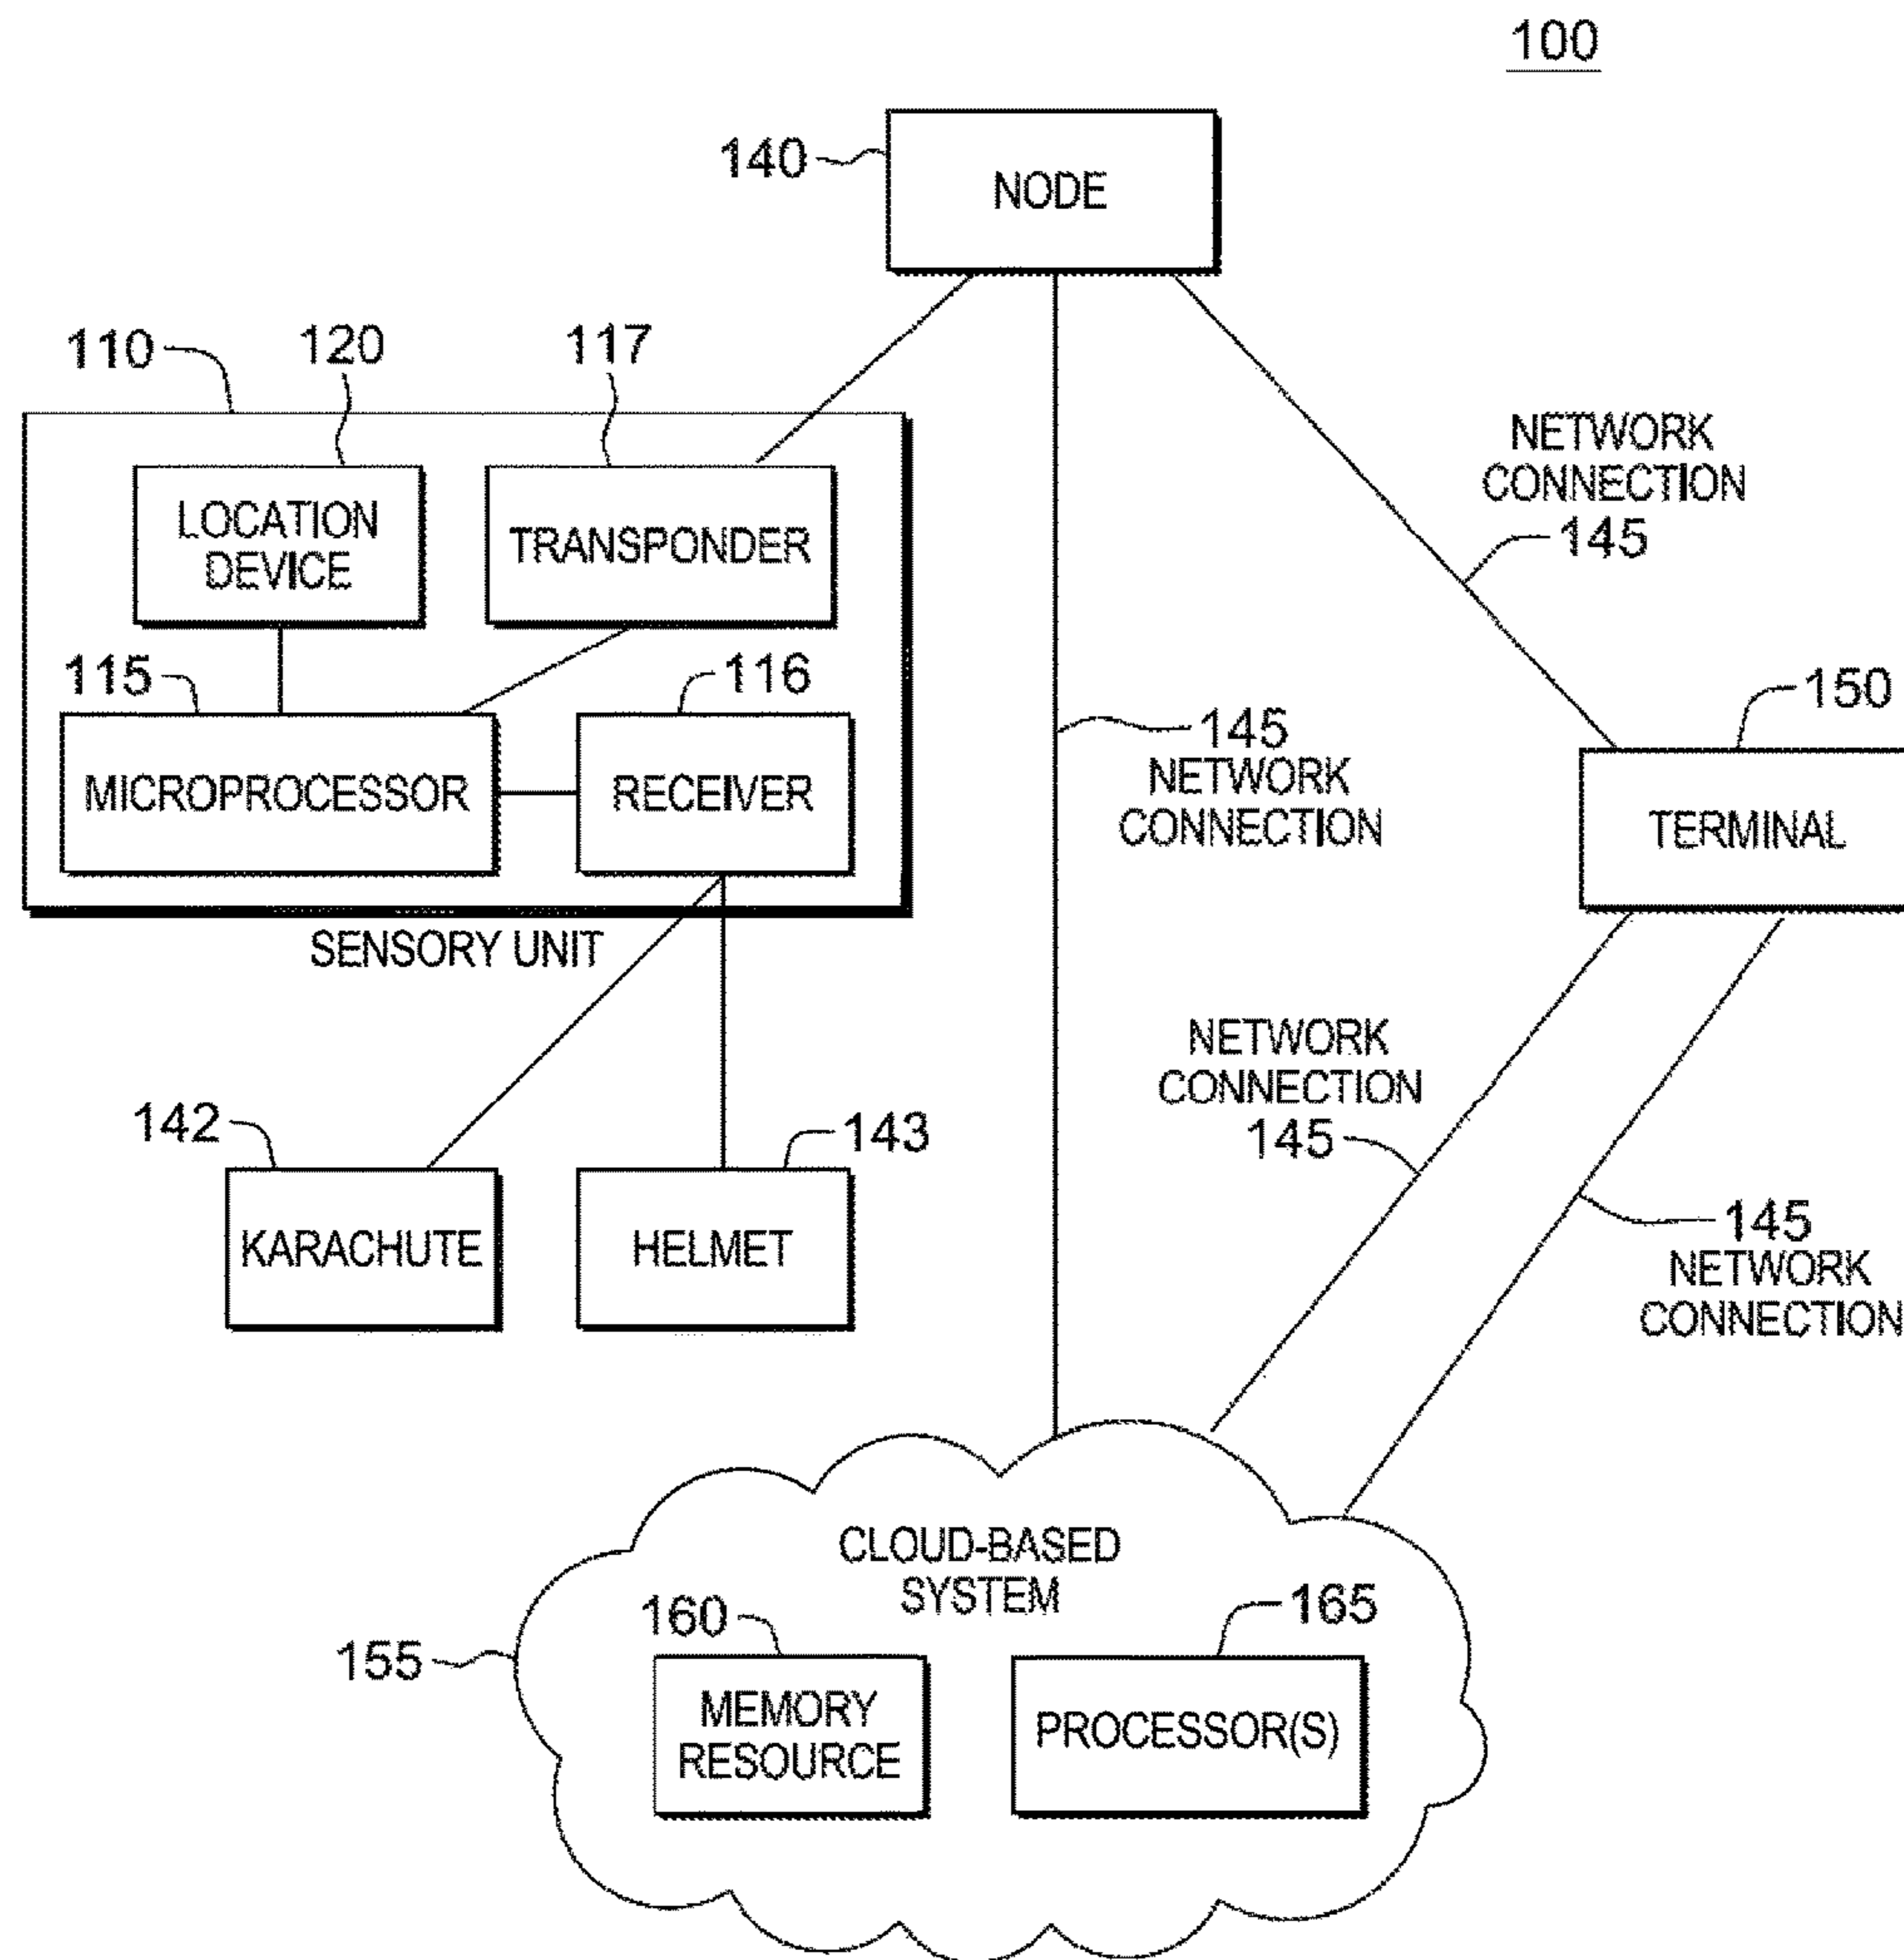 100
140
NODE
110
120
117
LOCATION
DEVICE
TRANSPONDER
NETWORK
CONNECTION
145
115
116
MICROPROCESSOR
RECEIVER
145
NETWORK
CONNECTION
150
TERMINAL
SENSORY UNIT
NETWORK
CONNECTION
145
142
143
KARACHUTE
HELMET
145
NETWORK
CONNECTION
CLOUD-BASED
SYSTEM
160
165
155
MEMORY
RESOURCE
PROCESSOR(S)